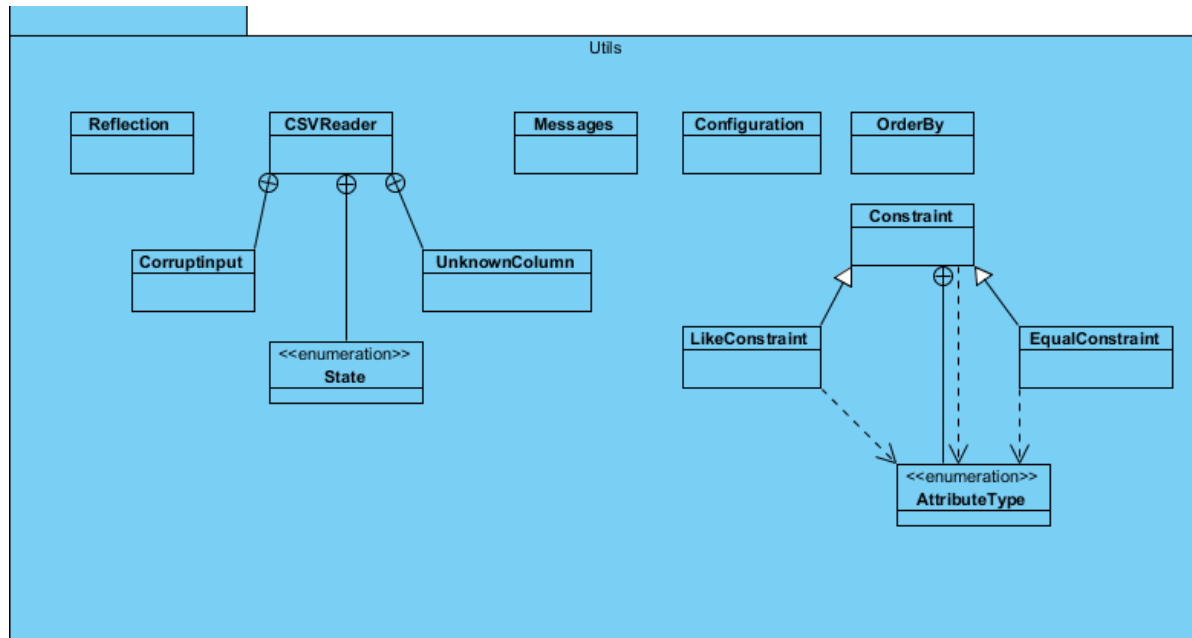 Utils
Reflection
CSVReader
Messages
Configuration
OrderBy
Constraint
Corruptinput
UnknownColumn
LikeConstraint
EqualConstraint
<<enumeration>>
State
<<enumeration>>
AttributeType